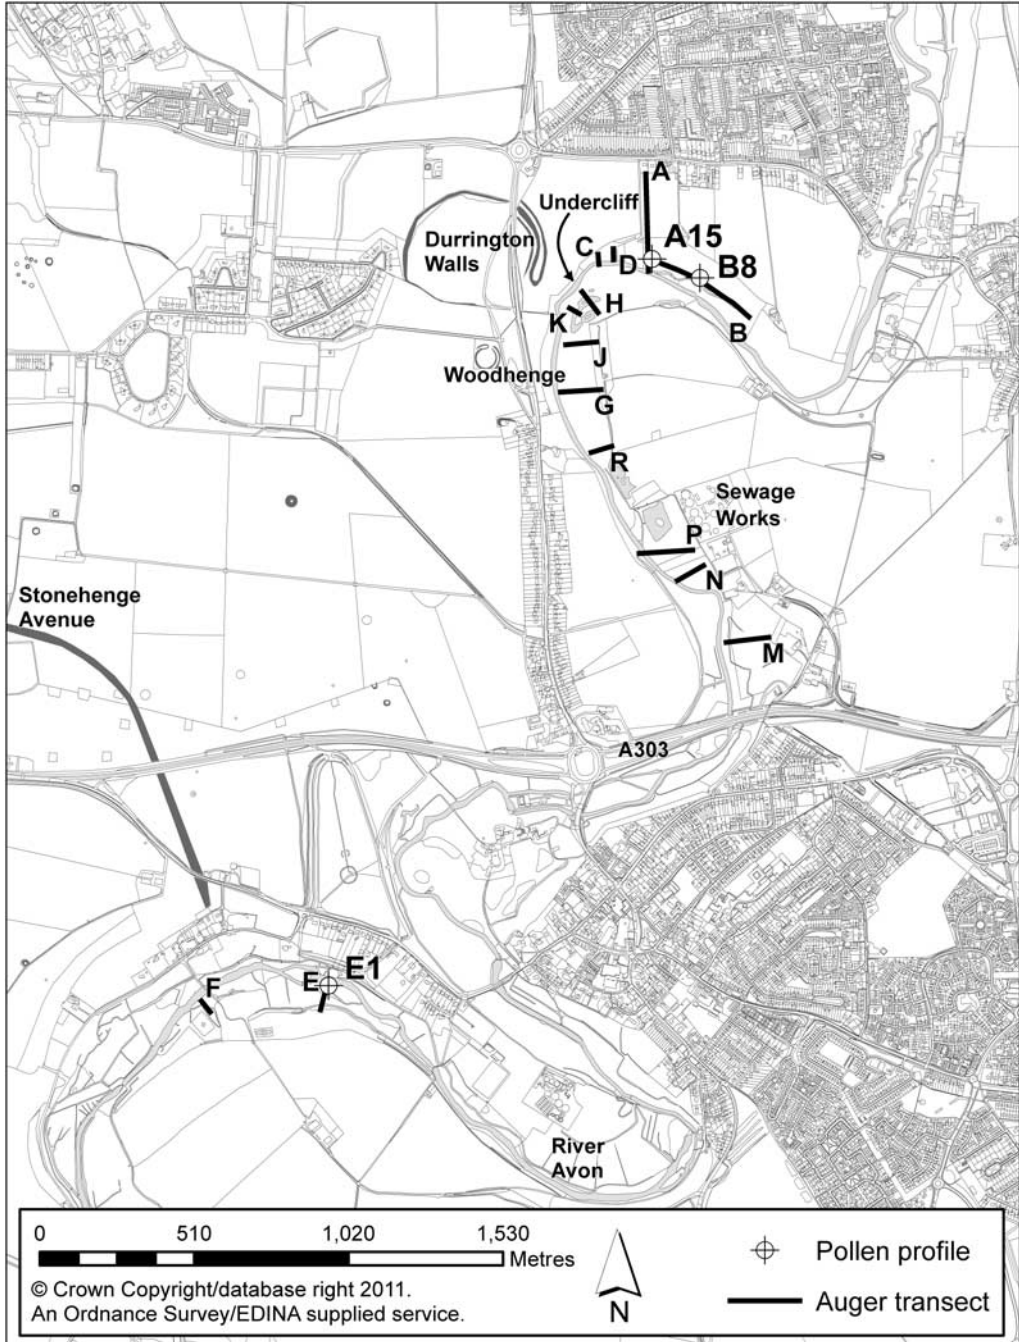 A
Undercliff
A15
Durrington
Walls
C
D
B8
H
K
B
J
Woodhenge
G
R
Sewage
Works
P
N
Stonehenge
Avenue
M
A303
E1
E
F
River
Avon
0 510 1,020 1,530
Metres
© Crown Copyright/database right 2011.
An Ordnance Survey/EDINA supplied service.
N
Pollen profile
Auger transect